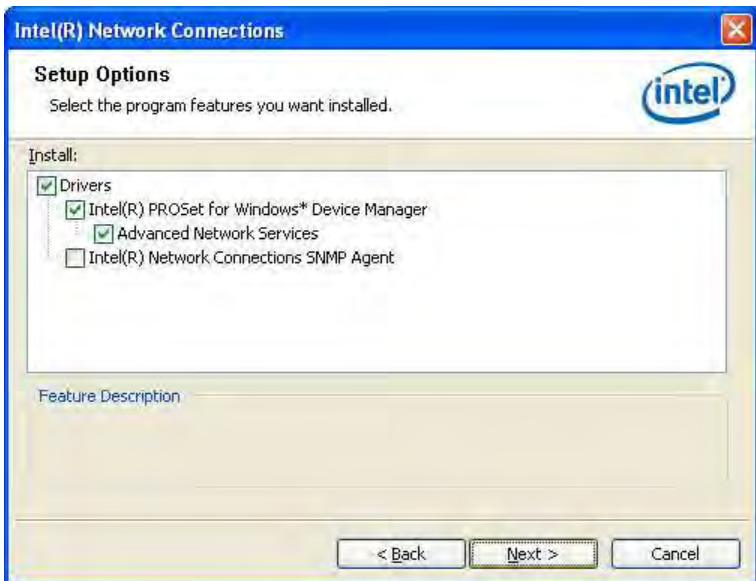 Intel(R) Network Connections
Setup Options
Select the program features you want installed.
intel
Install:
Drivers
Intel(R) PROSet for Windows* Device Manager
Advanced Network Services
Intel(R) Network Connections SNMP Agent
Feature Description
< Back
Next >
Cancel